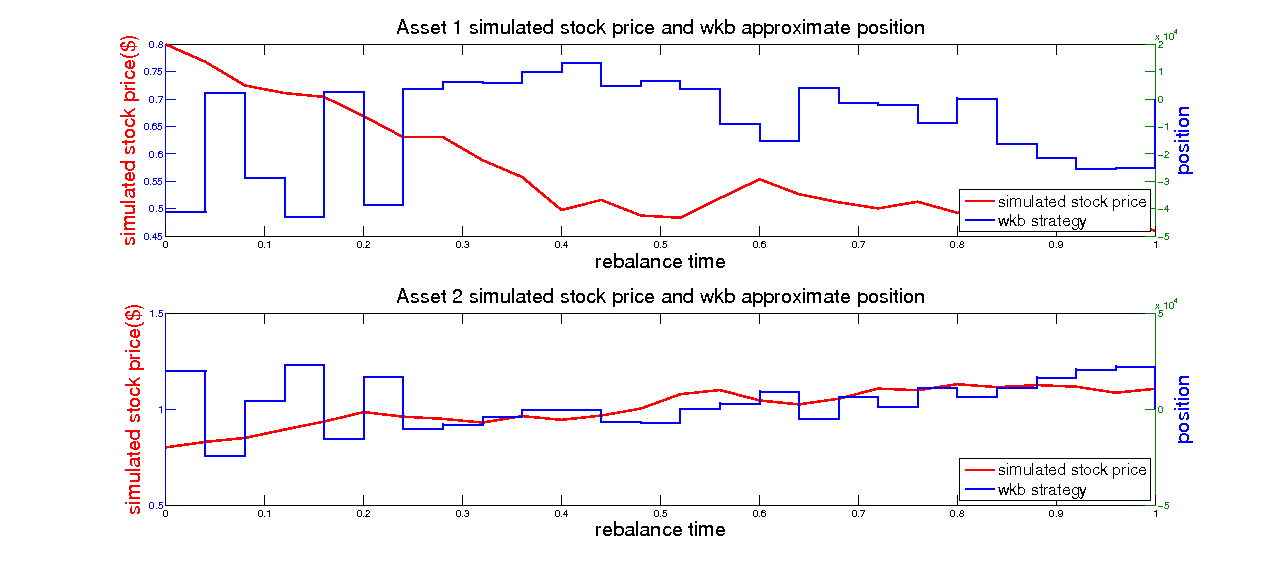 Asset 1 simulated stock price and wkb approximate position
x 10^4
simulated stock price($)
0.8
0.75
0.7
0.65
0.6
0.55
0.5
0.45
2
1
0
-1
-2
-3
-4
-5
position
simulated stock price
wkb strategy
0 0.1 0.2 0.3 0.4 0.5 0.6 0.7 0.8 0.9 1
rebalance time
Asset 2 simulated stock price and wkb approximate position
x 10^4
simulated stock price($)
1.5
1
0.5
5
0
-5
position
simulated stock price
wkb strategy
0 0.1 0.2 0.3 0.4 0.5 0.6 0.7 0.8 0.9 1
rebalance time